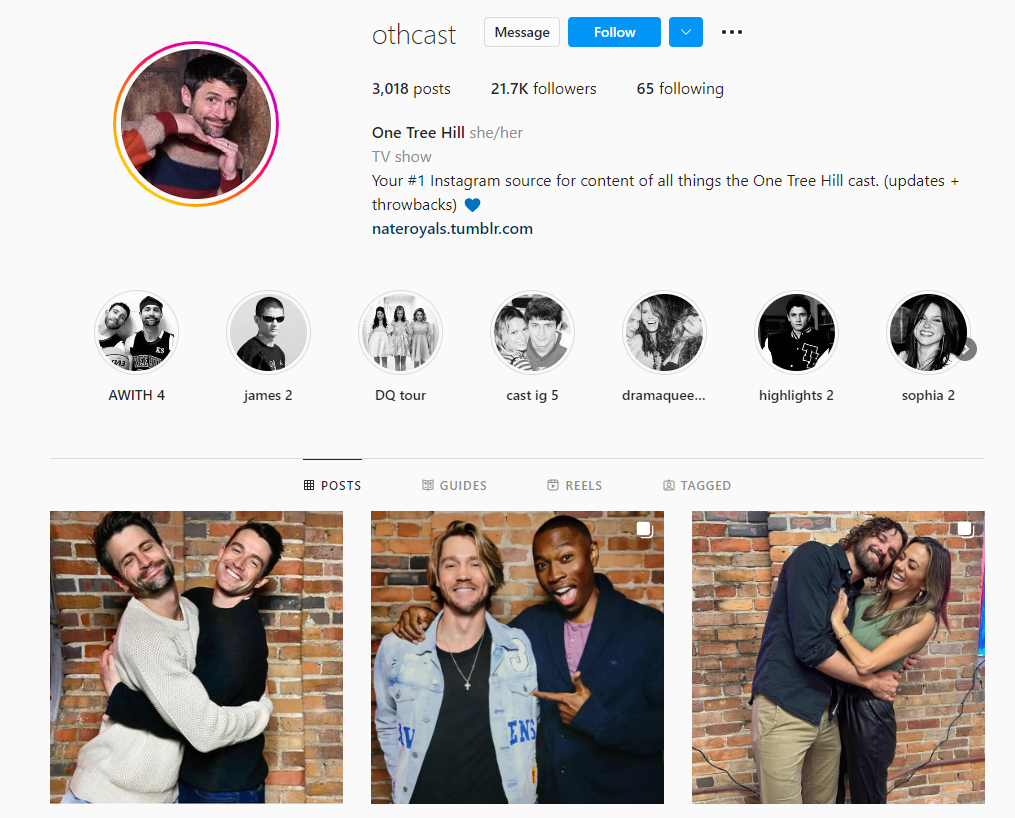 othcast Message Follow
3,018 posts 21.7K followers 65 following
One Tree Hill she/her
TV show
Your #1 Instagram source for content of all things the One Tree Hill cast. (updates +
throwbacks) 💙
nateroyals.tumblr.com
AWITH 4 james 2 DQ tour cast ig 5 dramaquee... highlights 2 sophia 2
POSTS GUIDES REELS TAGGED